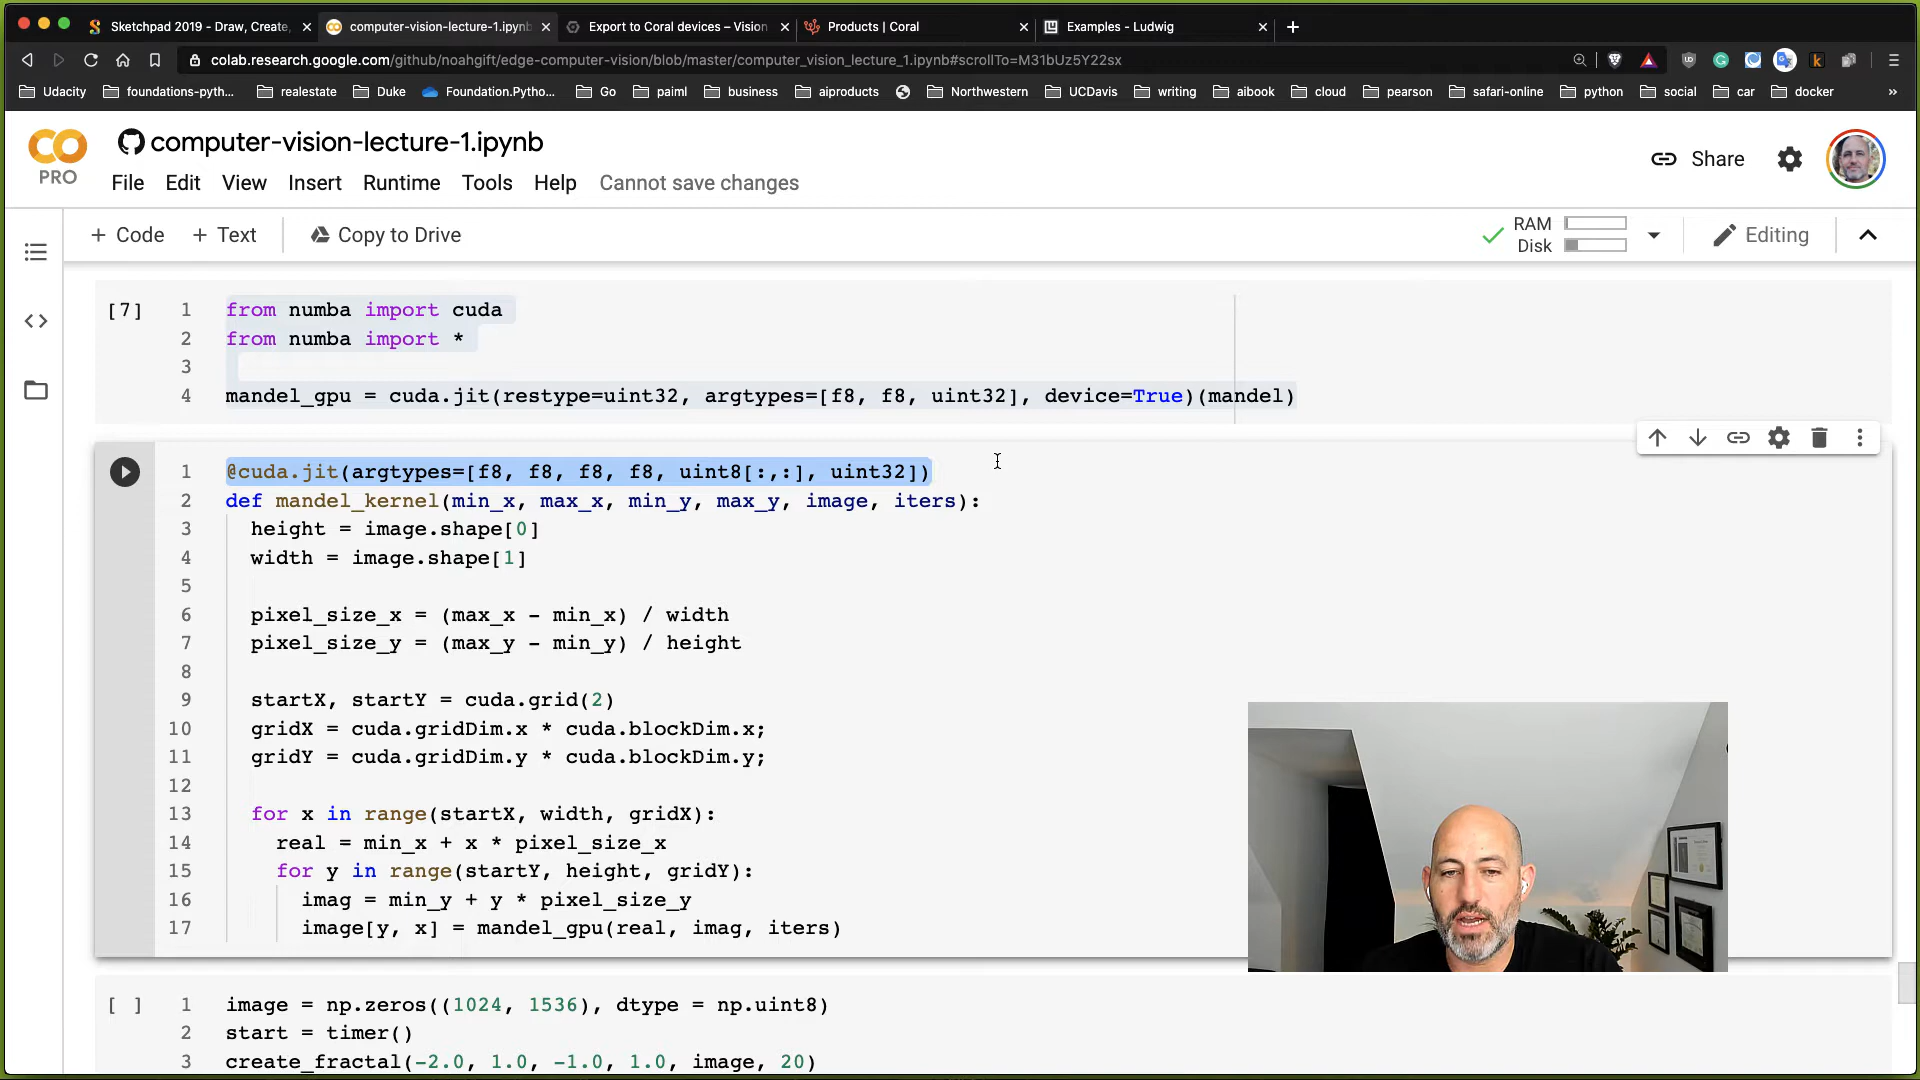 Sketchpad 2019 - Draw, Create,
computer-vision-lecture-1.ipynb
Export to Coral devices – Vision
Products | Coral
Examples - Ludwig
colab.research.google.com/github/noahgift/edge-computer-vision/blob/master/computer_vision_lecture_1.ipynb#scrollTo=M31bUz5Y22sx
Udacity foundations-pyth... realestate Duke Foundation.Pytho... Go paiml business aiproducts Northwestern UCDavis writing aibook cloud pearson safari-online python social car docker »
computer-vision-lecture-1.ipynb
PRO
Share
File Edit View Insert Runtime Tools Help Cannot save changes
+ Code + Text Copy to Drive
RAM
Disk
Editing
[7] 1 from numba import cuda
2 from numba import *
3
4 mandel_gpu = cuda.jit(restype=uint32, argtypes=[f8, f8, uint32], device=True)(mandel)
1 @cuda.jit(argtypes=[f8, f8, f8, f8, uint8[:,:], uint32])
2 def mandel_kernel(min_x, max_x, min_y, max_y, image, iters):
3 height = image.shape[0]
4 width = image.shape[1]
5
6 pixel_size_x = (max_x - min_x) / width
7 pixel_size_y = (max_y - min_y) / height
8
9 startX, startY = cuda.grid(2)
10 gridX = cuda.gridDim.x * cuda.blockDim.x;
11 gridY = cuda.gridDim.y * cuda.blockDim.y;
12
13 for x in range(startX, width, gridX):
14 real = min_x + x * pixel_size_x
15 for y in range(startY, height, gridY):
16 imag = min_y + y * pixel_size_y
17 image[y, x] = mandel_gpu(real, imag, iters)
[ ] 1 image = np.zeros((1024, 1536), dtype = np.uint8)
2 start = timer()
3 create_fractal(-2.0, 1.0, -1.0, 1.0, image, 20)